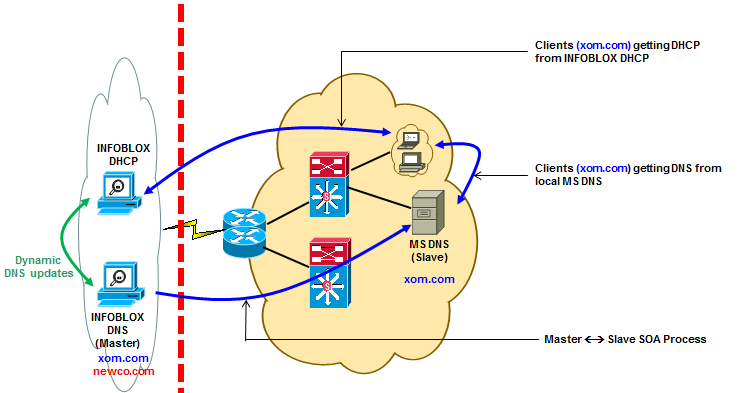 Clients (xom.com) getting DHCP
from INFOBLOX DHCP
INFOBLOX
DHCP
Clients (xom.com) getting DNS from
local MS DNS
S
MS DNS
(Slave)
xom.com
Dynamic
DNS updates
S
INFOBLOX
DNS
(Master)
xom.com
newco.com
Master <-> Slave SOA Process